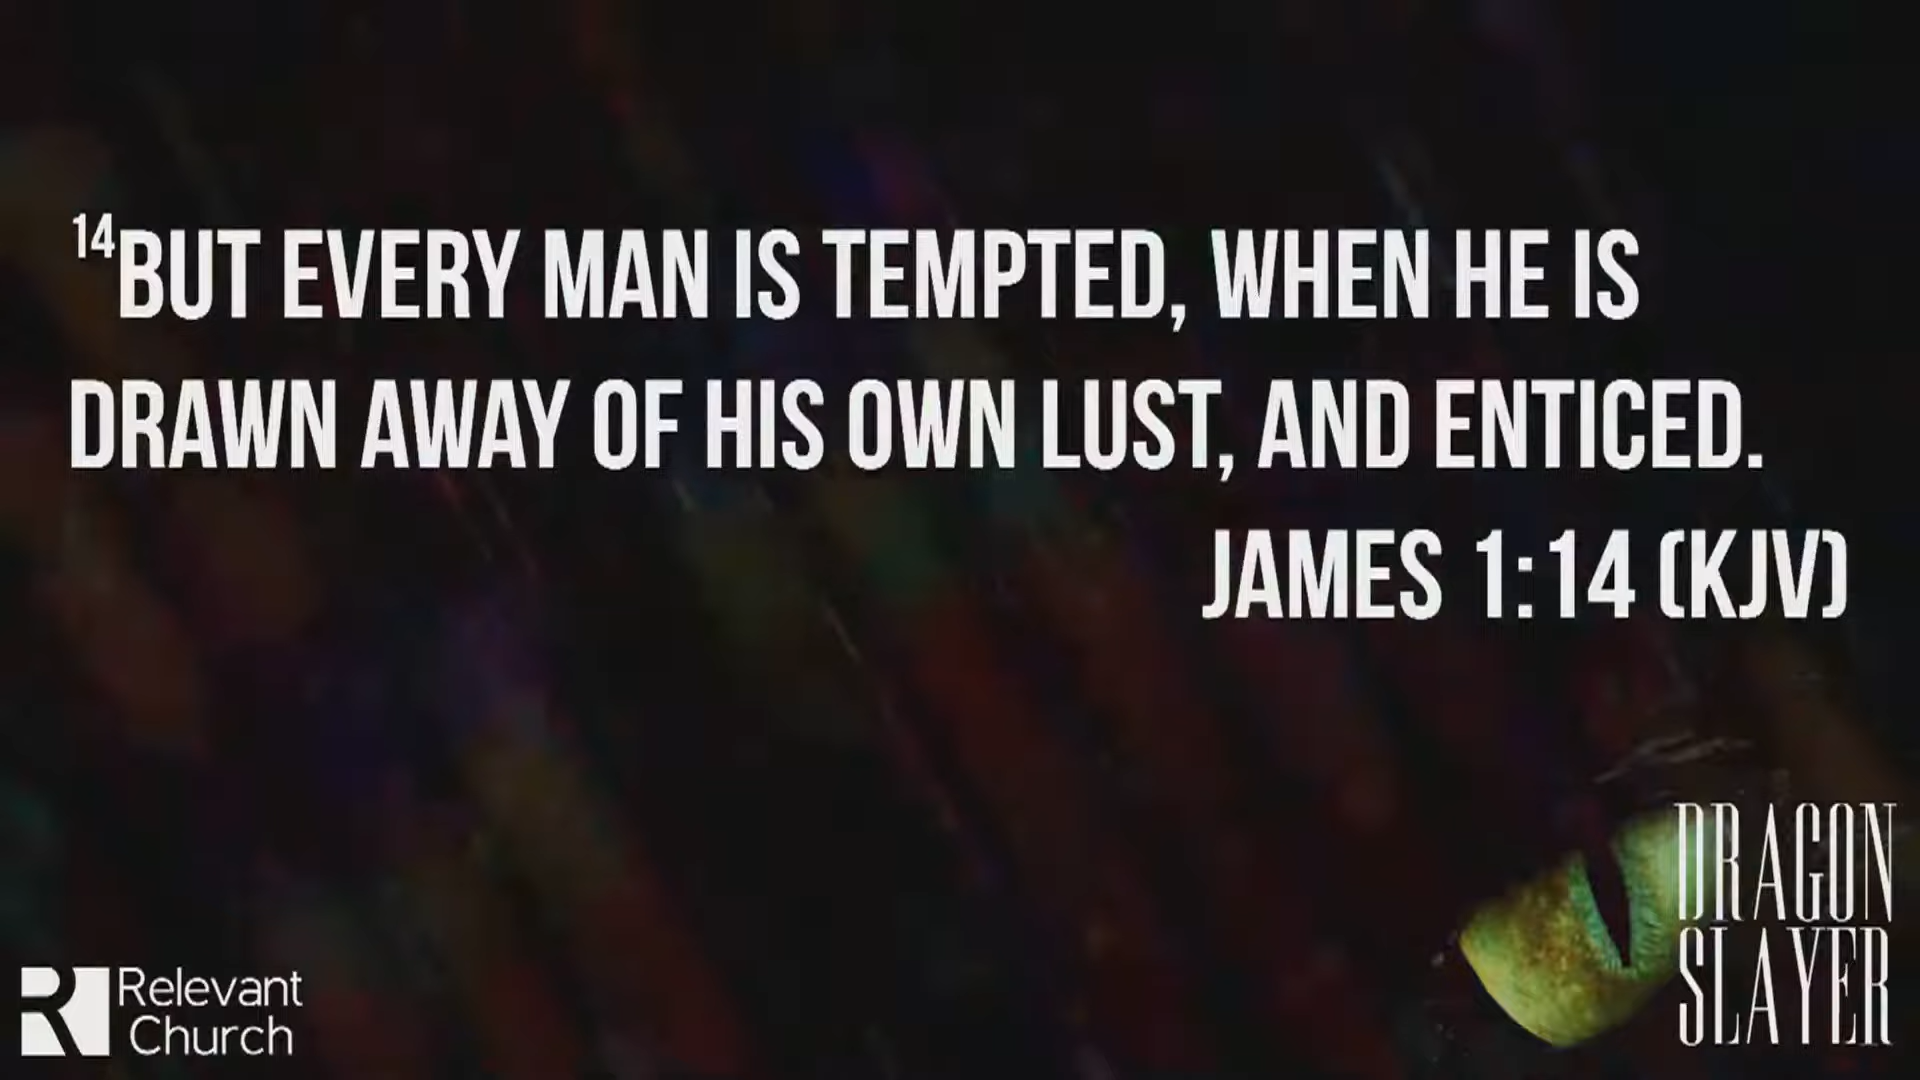 14BUT EVERY MAN IS TEMPTED, WHEN HE IS
DRAWN AWAY OF HIS OWN LUST, AND ENTICED.
JAMES 1:14 (KJV)
DRAGON
SLAYER
R Relevant
Church